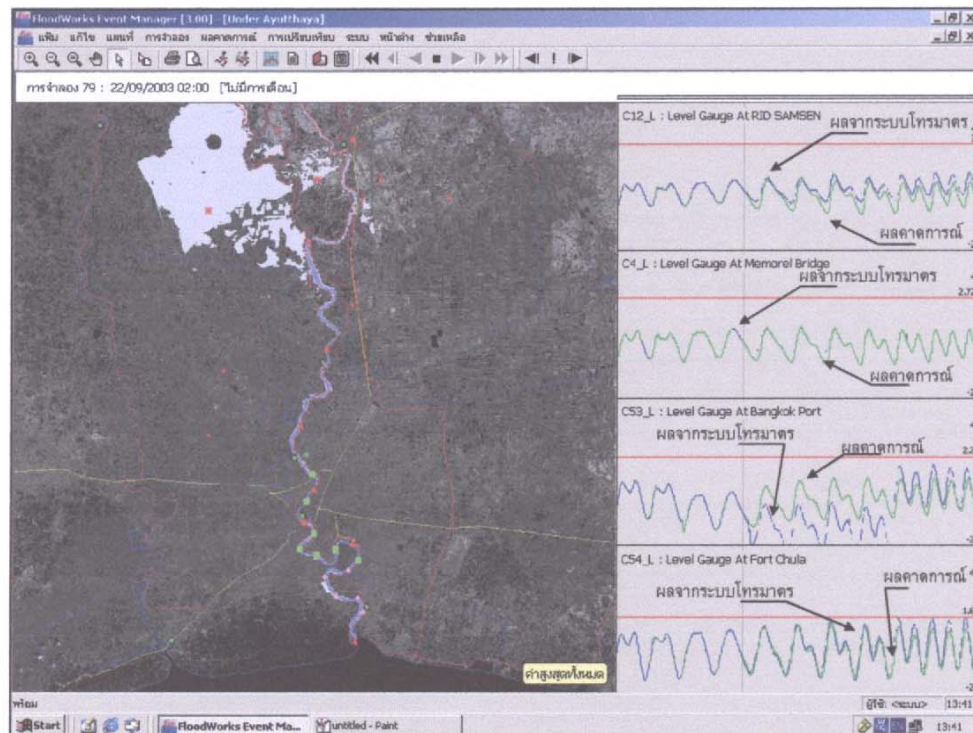 FloodWorks Event Manager [3.00] - [Under Ayutthaya]
แฟ้ม แก้ไข แผนที่ การจำลอง ผลคาดการณ์ การเปรียบเทียบ ระบบ หน้าต่าง ช่วยเหลือ
การจำลอง 79 : 22/09/2003 02:00 [ไม่มีการเตือน]
C12_L : Level Gauge At RID SAMSEN
ผลจากระบบโทรมาตร
ผลคาดการณ์
C4_L : Level Gauge At Memorel Bridge
ผลจากระบบโทรมาตร
2.72
ผลคาดการณ์
C53_L : Level Gauge At Bangkok Port
ผลจากระบบโทรมาตร
ผลคาดการณ์
C54_L : Level Gauge At Fort Chula
ผลคาดการณ์
ผลจากระบบโทรมาตร
ค่าสูงสุดทั้งหมด
พร้อม
ผู้ใช้: <ระบบ> 13:41
Start FloodWorks Event Ma... untitled - Paint 13:41